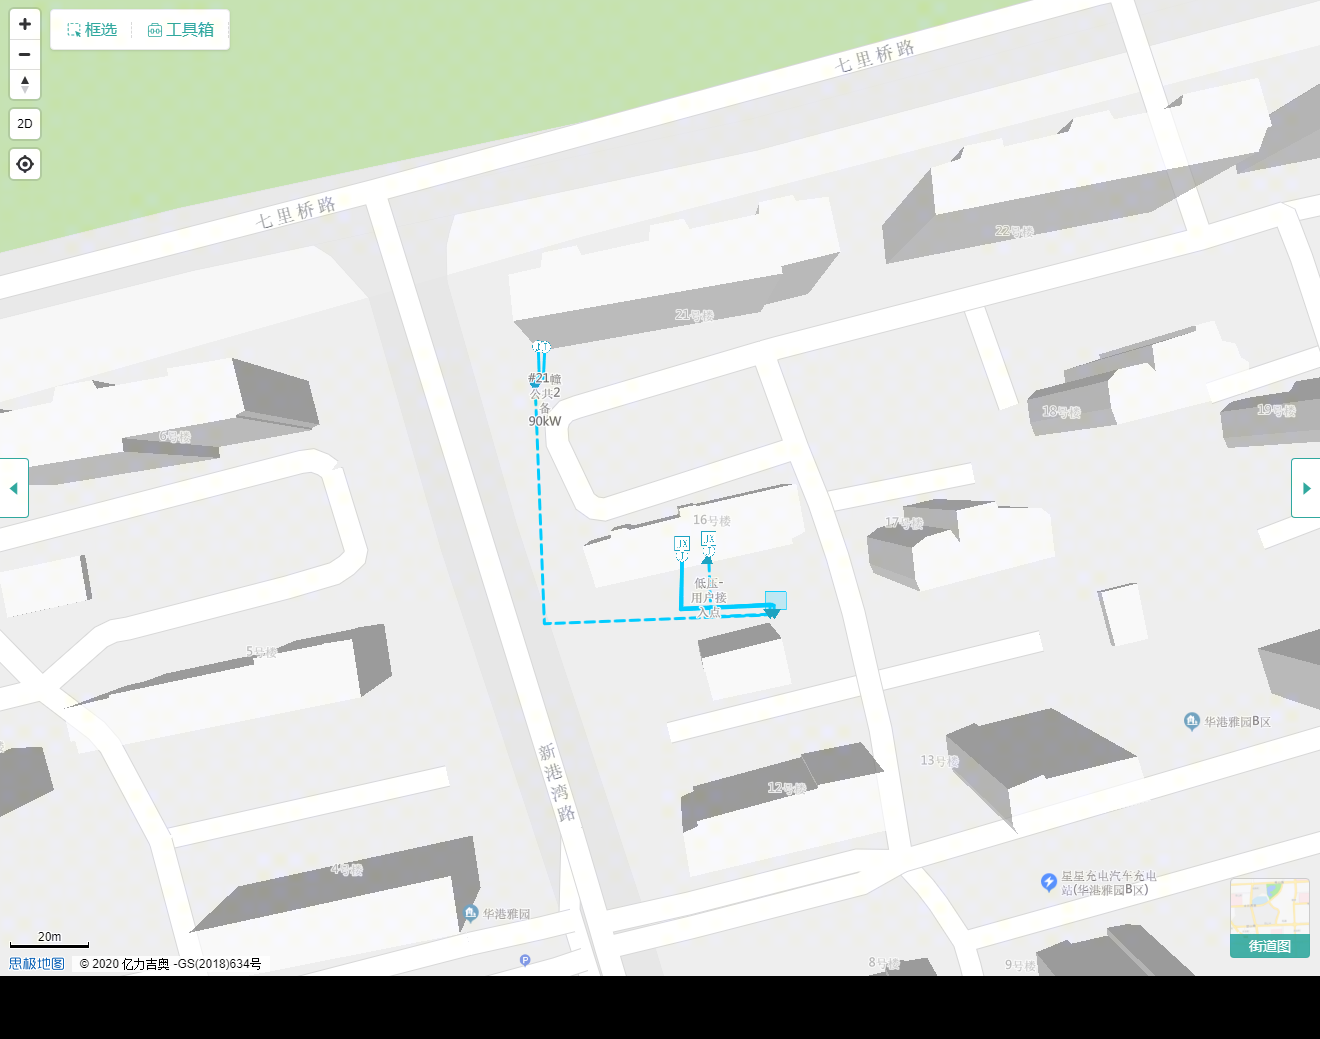 +
框选
工具箱
−
2D
七里桥路
七里桥路
22号楼
21号楼
#21幢
公共2
备
90kW
18号楼
19号楼
6号楼
16号楼
17号楼
JX
JX
低压-
用户接
入点
5号楼
华港雅园B区
新港湾路
13号楼
12号楼
4号楼
星星充电汽车充电
站(华港雅园B区)
华港雅园
20m
街道图
思极地图
© 2020 亿力吉奥 -GS(2018)634号
P
8号楼
9号楼